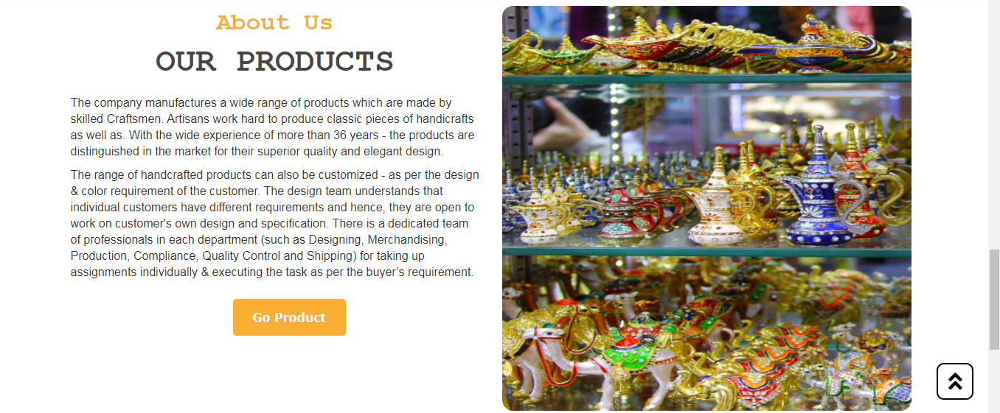 About Us
OUR PRODUCTS
The company manufactures a wide range of products which are made by
skilled Craftsmen. Artisans work hard to produce classic pieces of handicrafts
as well as. With the wide experience of more than 36 years - the products are
distinguished in the market for their superior quality and elegant design.
The range of handcrafted products can also be customized - as per the design
& color requirement of the customer. The design team understands that
individual customers have different requirements and hence, they are open to
work on customer's own design and specification. There is a dedicated team
of professionals in each department (such as Designing, Merchandising,
Production, Compliance, Quality Control and Shipping) for taking up
assignments individually & executing the task as per the buyer’s requirement.
Go Product